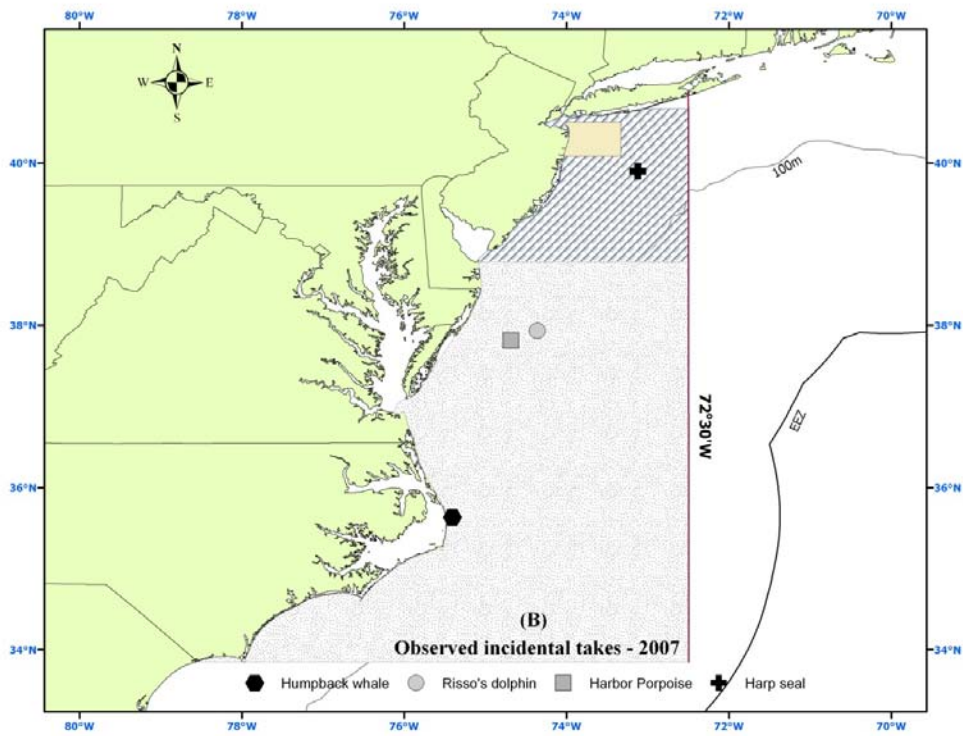 80°W 78°W 76°W 74°W 72°W 70°W
N
W E
S
40°N 40°N
100m
38°N 38°N
72°30'W
EEZ
36°N 36°N
(B)
34°N 34°N
Observed incidental takes - 2007
Humpback whale Risso's dolphin Harbor Porpoise Harp seal
80°W 78°W 76°W 74°W 72°W 70°W